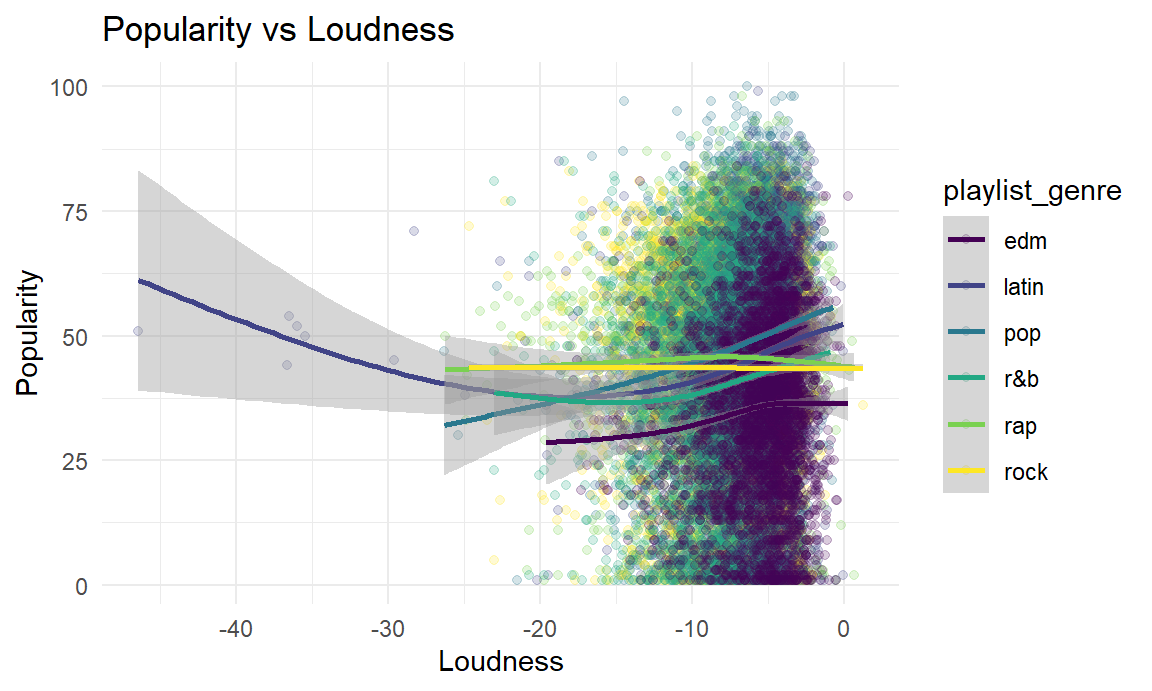 Popularity vs Loudness
100
75
50
25
0
Popularity
-40 -30 -20 -10 0
Loudness
playlist_genre
edm
latin
pop
r&b
rap
rock